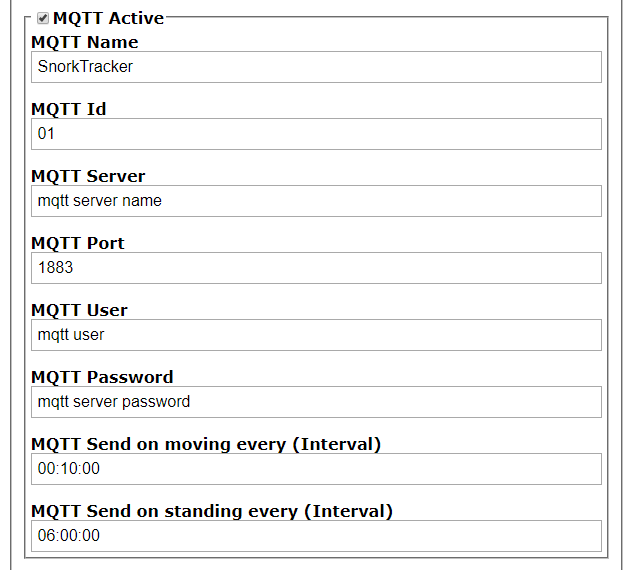 MQTT Active
MQTT Name
SnorkTracker
MQTT Id
01
MQTT Server
mqtt server name
MQTT Port
1883
MQTT User
mqtt user
MQTT Password
mqtt server password
MQTT Send on moving every (Interval)
00:10:00
MQTT Send on standing every (Interval)
06:00:00